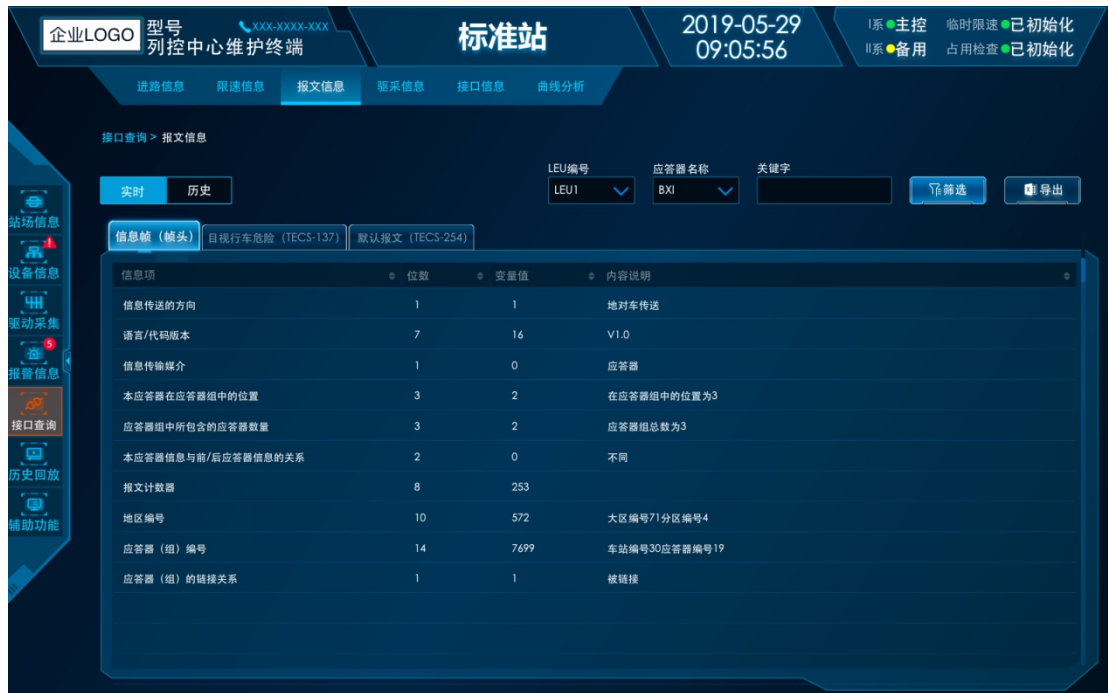 企业LOGO
型号
XXX-XXXX-XXX
列控中心维护终端
标准站
2019-05-29
09:05:56
I系 主控 临时限速 已初始化
II系 备用 占用检查 已初始化
进路信息 限速信息 报文信息 驱采信息 接口信息 曲线分析
接口查询 > 报文信息
LEU编号 应答器名称 关键字
实时 历史 LEU1 BXI 筛选 导出
站场信息
设备信息
驱动采集
5
报警信息
接口查询
历史回放
辅助功能
信息帧（帧头） 目视行车危险（TECS-137） 默认报文（TECS-254）
信息项 位数 变量值 内容说明
信息传送的方向 1 1 地对车传送
语言/代码版本 7 16 V1.0
信息传输媒介 1 0 应答器
本应答器在应答器组中的位置 3 2 在应答器组中的位置为3
应答器组中所包含的应答器数量 3 2 应答器组总数为3
本应答器信息与前/后应答器信息的关系 2 0 不同
报文计数器 8 253
地区编号 10 572 大区编号71分区编号4
应答器（组）编号 14 7699 车站编号30应答器编号19
应答器（组）的链接关系 1 1 被链接